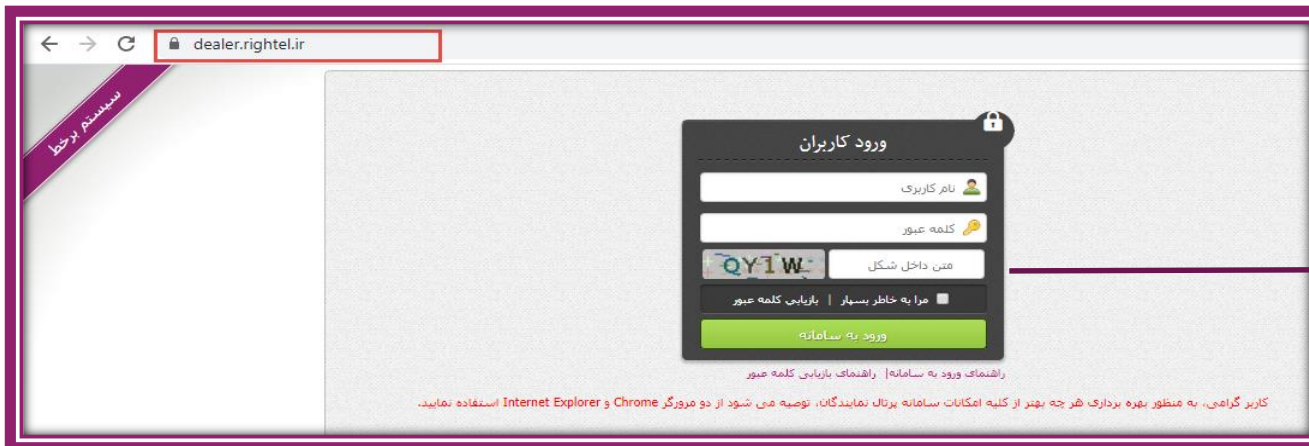 dealer.rightel.ir
سیستم برخط
ورود کاربران
نام کاربری
کلمه عبور
متن داخل شکل
QY1W
مرا به خاطر بسپار | بازیابی کلمه عبور
ورود به سامانه
راهنمای ورود به سامانه| راهنمای بازیابی کلمه عبور
کاربر گرامی، به منظور بهره برداری هر چه بهتر از کلیه امکانات سامانه پرتال نمایندگان، توصیه می شود از دو مرورگر Chrome و Internet Explorer استفاده نمایید.